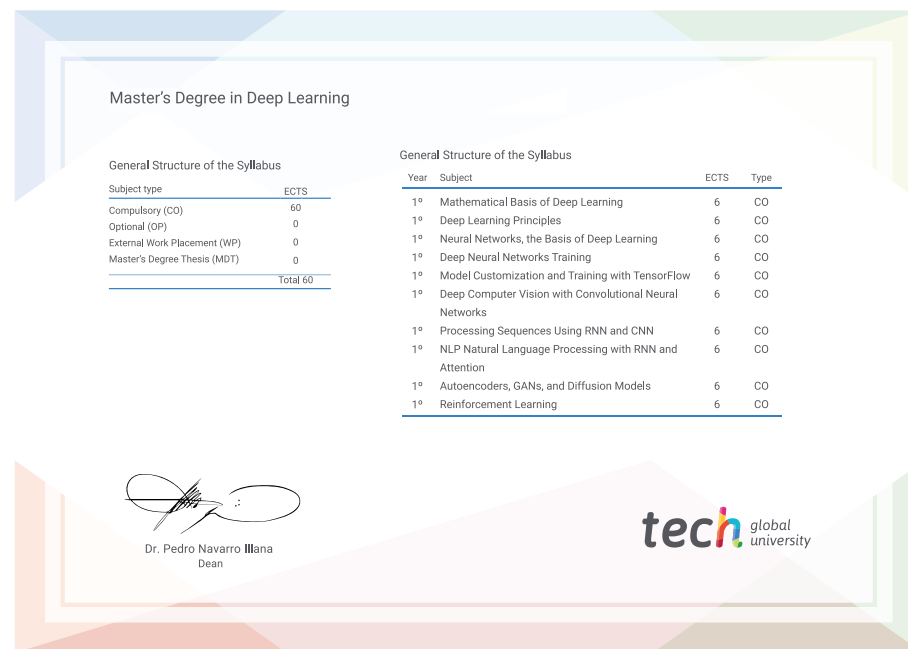 Master's Degree in Deep Learning
General Structure of the Syllabus
Subject type ECTS
Compulsory (CO) 60
Optional (OP) 0
External Work Placement (WP) 0
Master's Degree Thesis (MDT) 0
Total 60
General Structure of the Syllabus
Year Subject ECTS Type
1º Mathematical Basis of Deep Learning 6 CO
1º Deep Learning Principles 6 CO
1º Neural Networks, the Basis of Deep Learning 6 CO
1º Deep Neural Networks Training 6 CO
1º Model Customization and Training with TensorFlow 6 CO
1º Deep Computer Vision with Convolutional Neural 6 CO
Networks
1º Processing Sequences Using RNN and CNN 6 CO
1º NLP Natural Language Processing with RNN and 6 CO
Attention
1º Autoencoders, GANs, and Diffusion Models 6 CO
1º Reinforcement Learning 6 CO
Dr. Pedro Navarro Illana
Dean
tech global
university